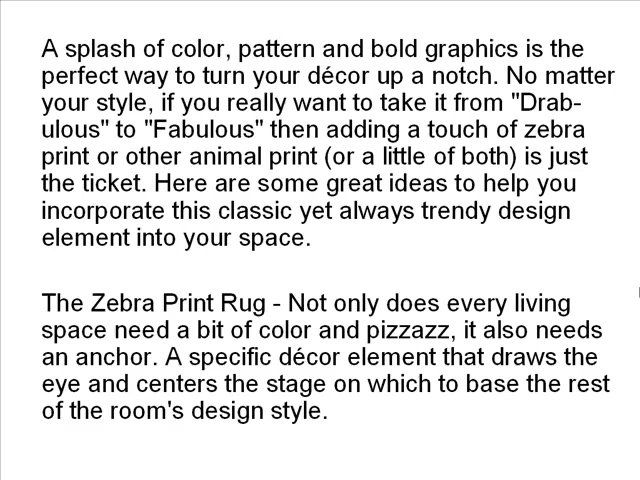 A splash of color, pattern and bold graphics is the
perfect way to turn your décor up a notch. No matter
your style, if you really want to take it from "Drab-
ulous" to "Fabulous" then adding a touch of zebra
print or other animal print (or a little of both) is just
the ticket. Here are some great ideas to help you
incorporate this classic yet always trendy design
element into your space.
The Zebra Print Rug - Not only does every living
space need a bit of color and pizzazz, it also needs
an anchor. A specific décor element that draws the
eye and centers the stage on which to base the rest
of the room's design style.